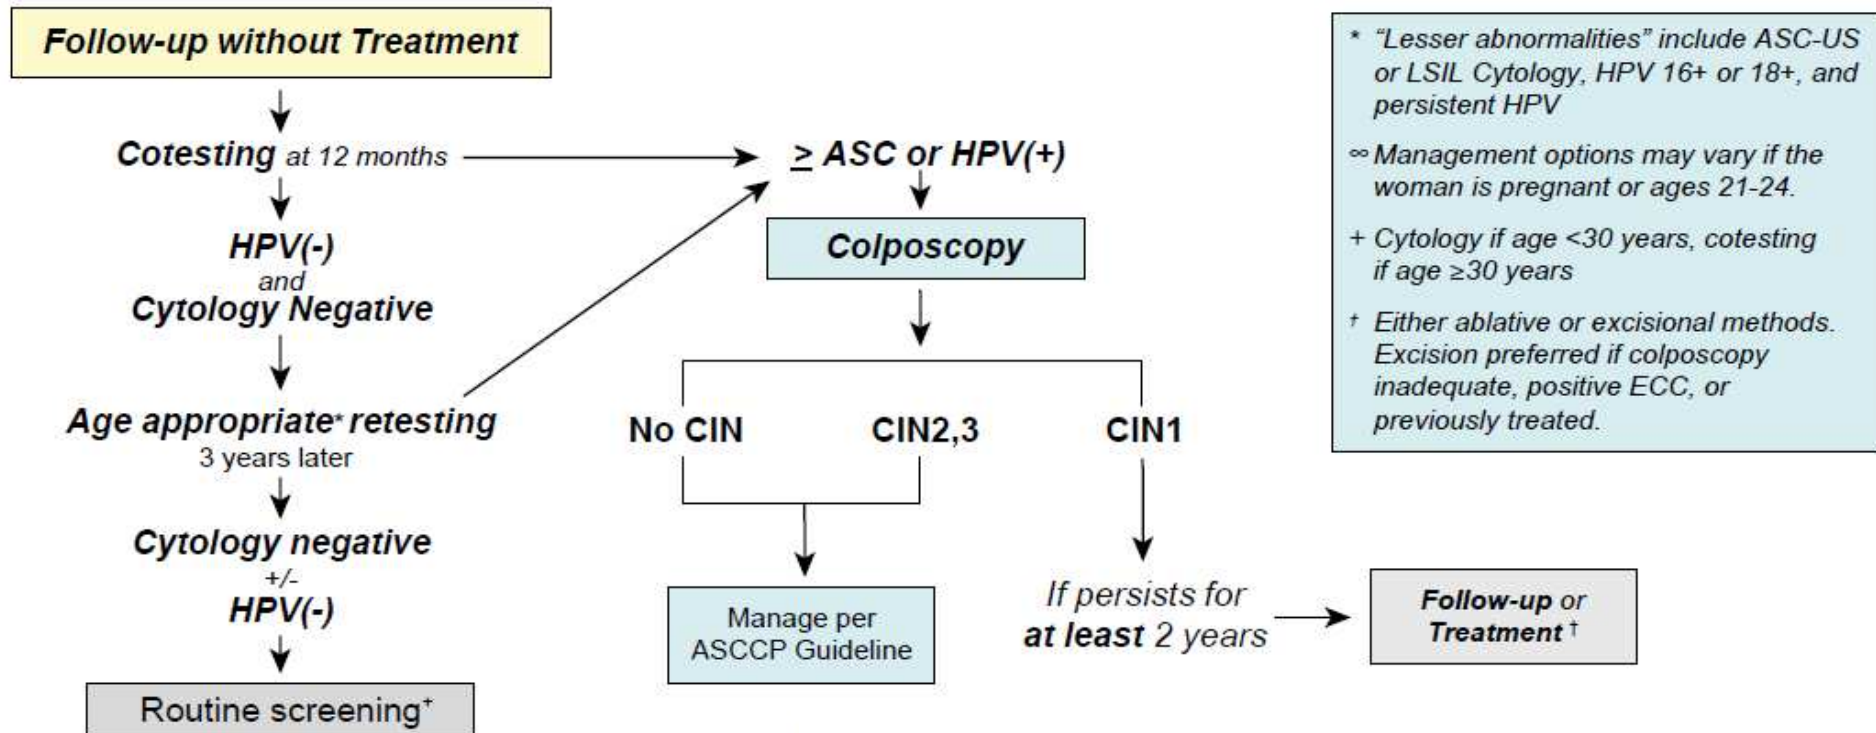 Follow-up without Treatment
Cotesting at 12 months
HPV(-)
and
Cytology Negative
Age appropriate* retesting
3 years later
Cytology negative
+/-
HPV(-)
Routine screening⁺
≥ ASC or HPV(+)
Colposcopy
No CIN
CIN2,3
CIN1
Manage per
ASCCP Guideline
If persists for
at least 2 years
Follow-up or
Treatment †
* “Lesser abnormalities” include ASC-US
or LSIL Cytology, HPV 16+ or 18+, and
persistent HPV
∞ Management options may vary if the
woman is pregnant or ages 21-24.
+ Cytology if age <30 years, cotesting
if age ≥30 years
† Either ablative or excisional methods.
Excision preferred if colposcopy
inadequate, positive ECC, or
previously treated.